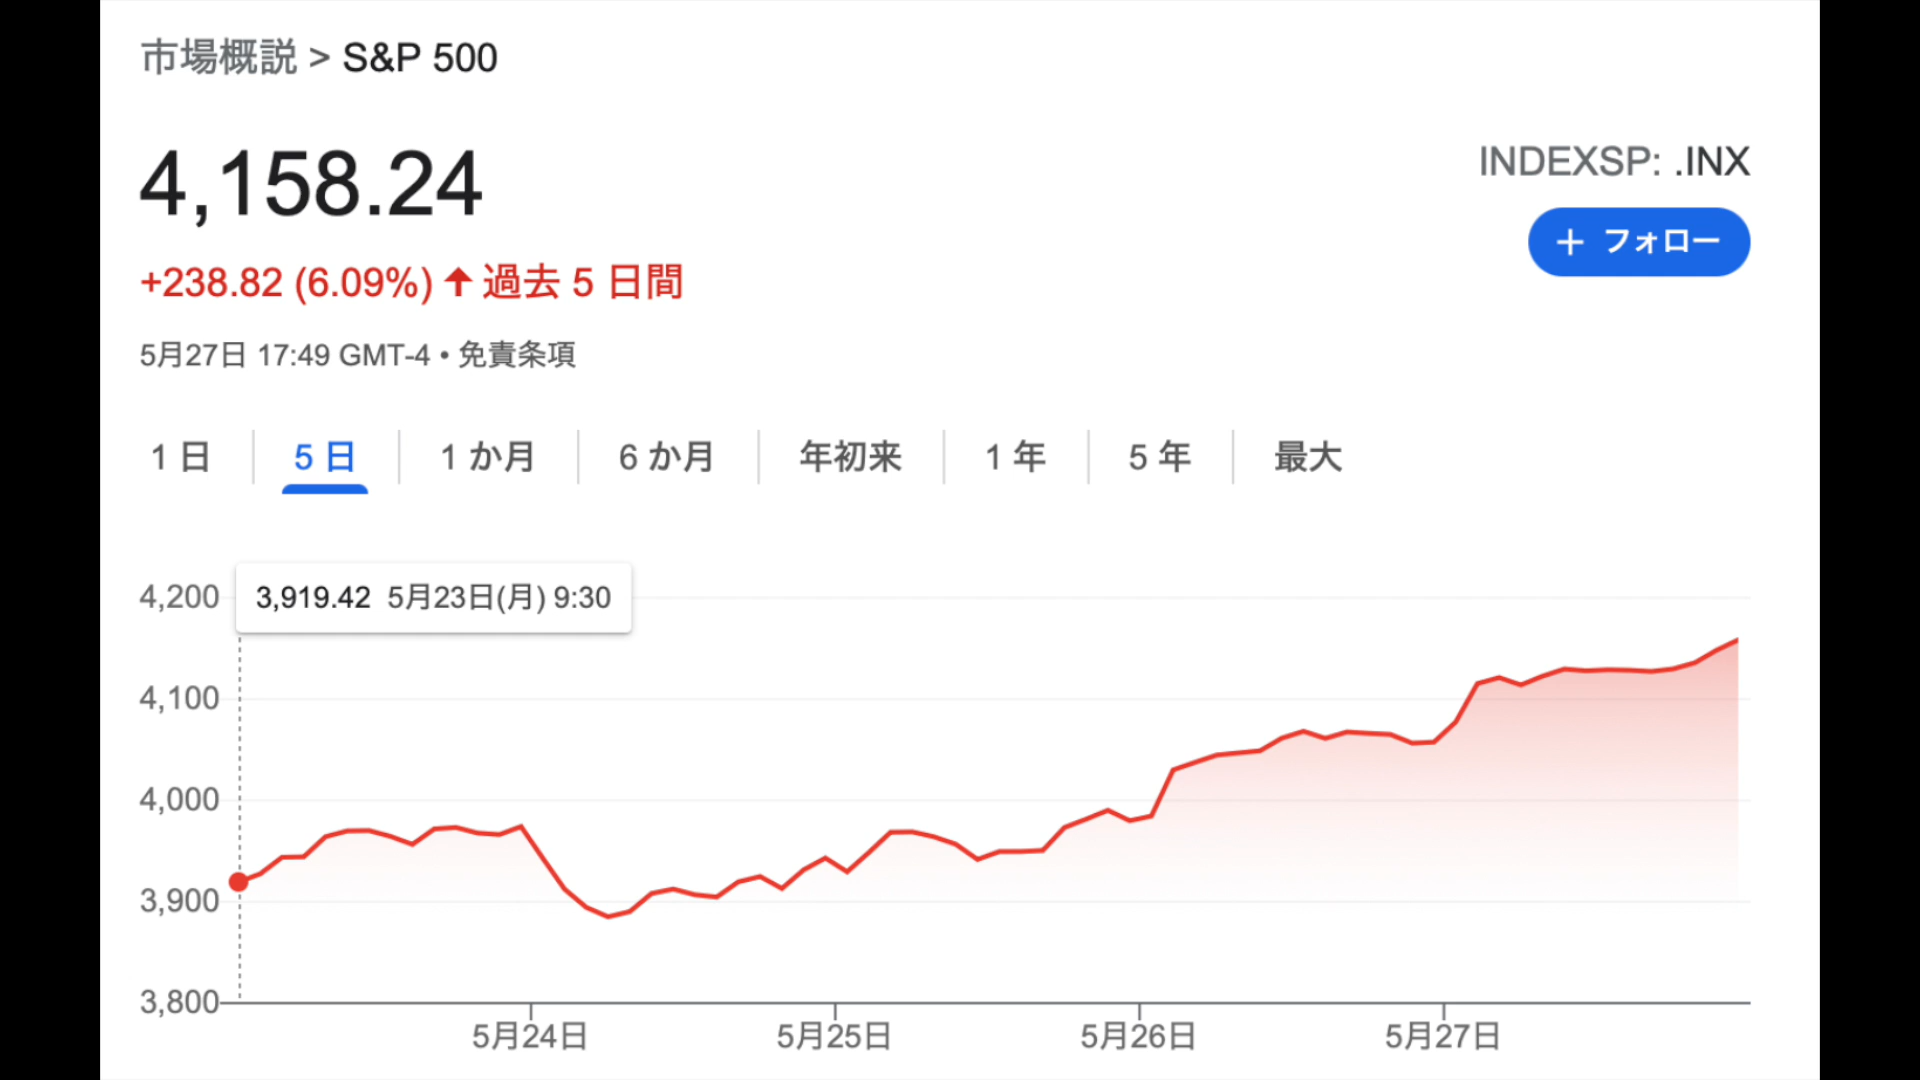 市場概説 > S&P 500
4,158.24
INDEXSP: .INX
+ フォロー
+238.82 (6.09%) ↑ 過去 5 日間
5月27日 17:49 GMT-4 • 免責条項
1 日 5 日 1 か月 6 か月 年初来 1 年 5 年 最大
3,919.42 5月23日(月) 9:30
4,200
4,100
4,000
3,900
3,800
5月24日 5月25日 5月26日 5月27日